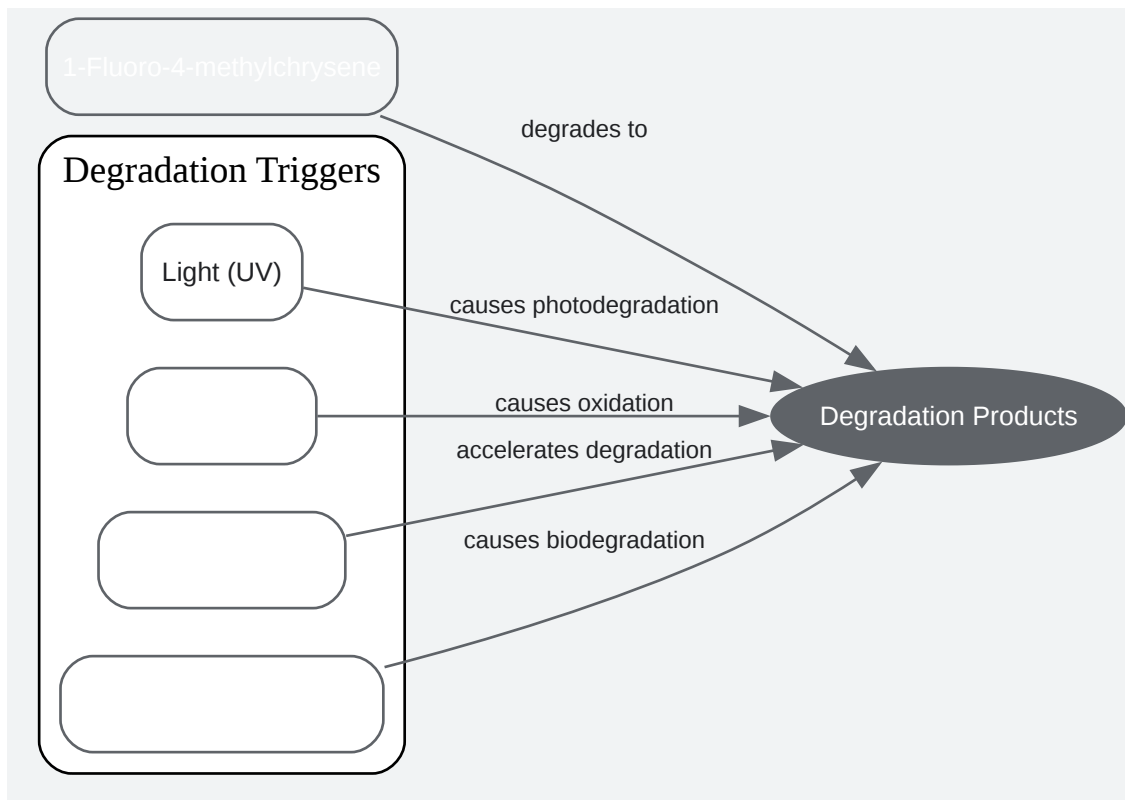 1-Fluoro-4-methylchrysene
degrades to
Degradation Triggers
Light (UV)
causes photodegradation
causes oxidation
Degradation Products
accelerates degradation
causes biodegradation